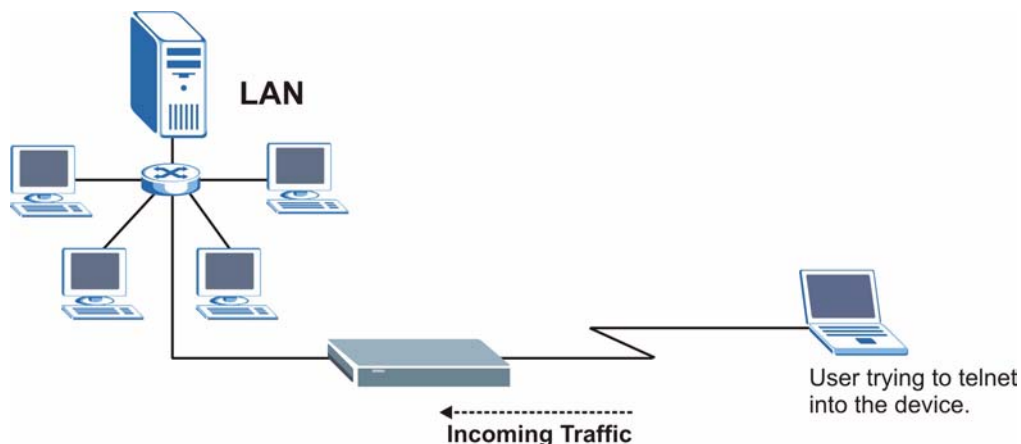 LAN
User trying to telnet
into the device.
Incoming Traffic